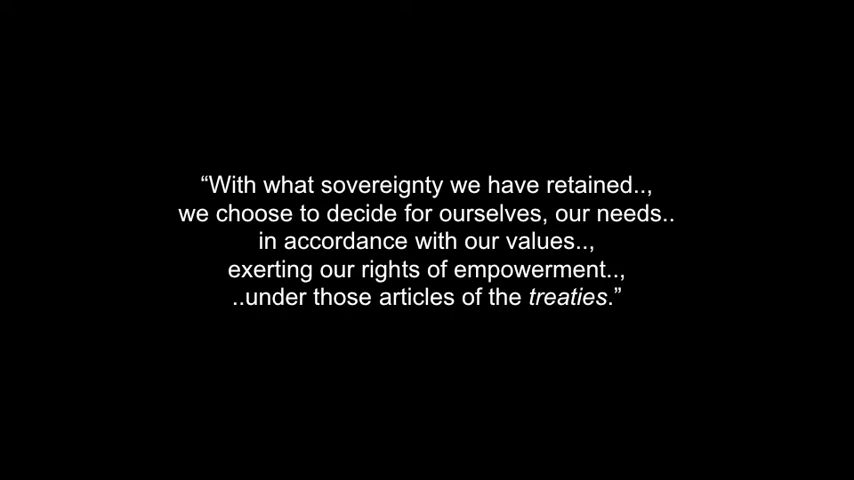 “With what sovereignty we have retained..,
we choose to decide for ourselves, our needs..
in accordance with our values..,
exerting our rights of empowerment..,
..under those articles of the treaties.”